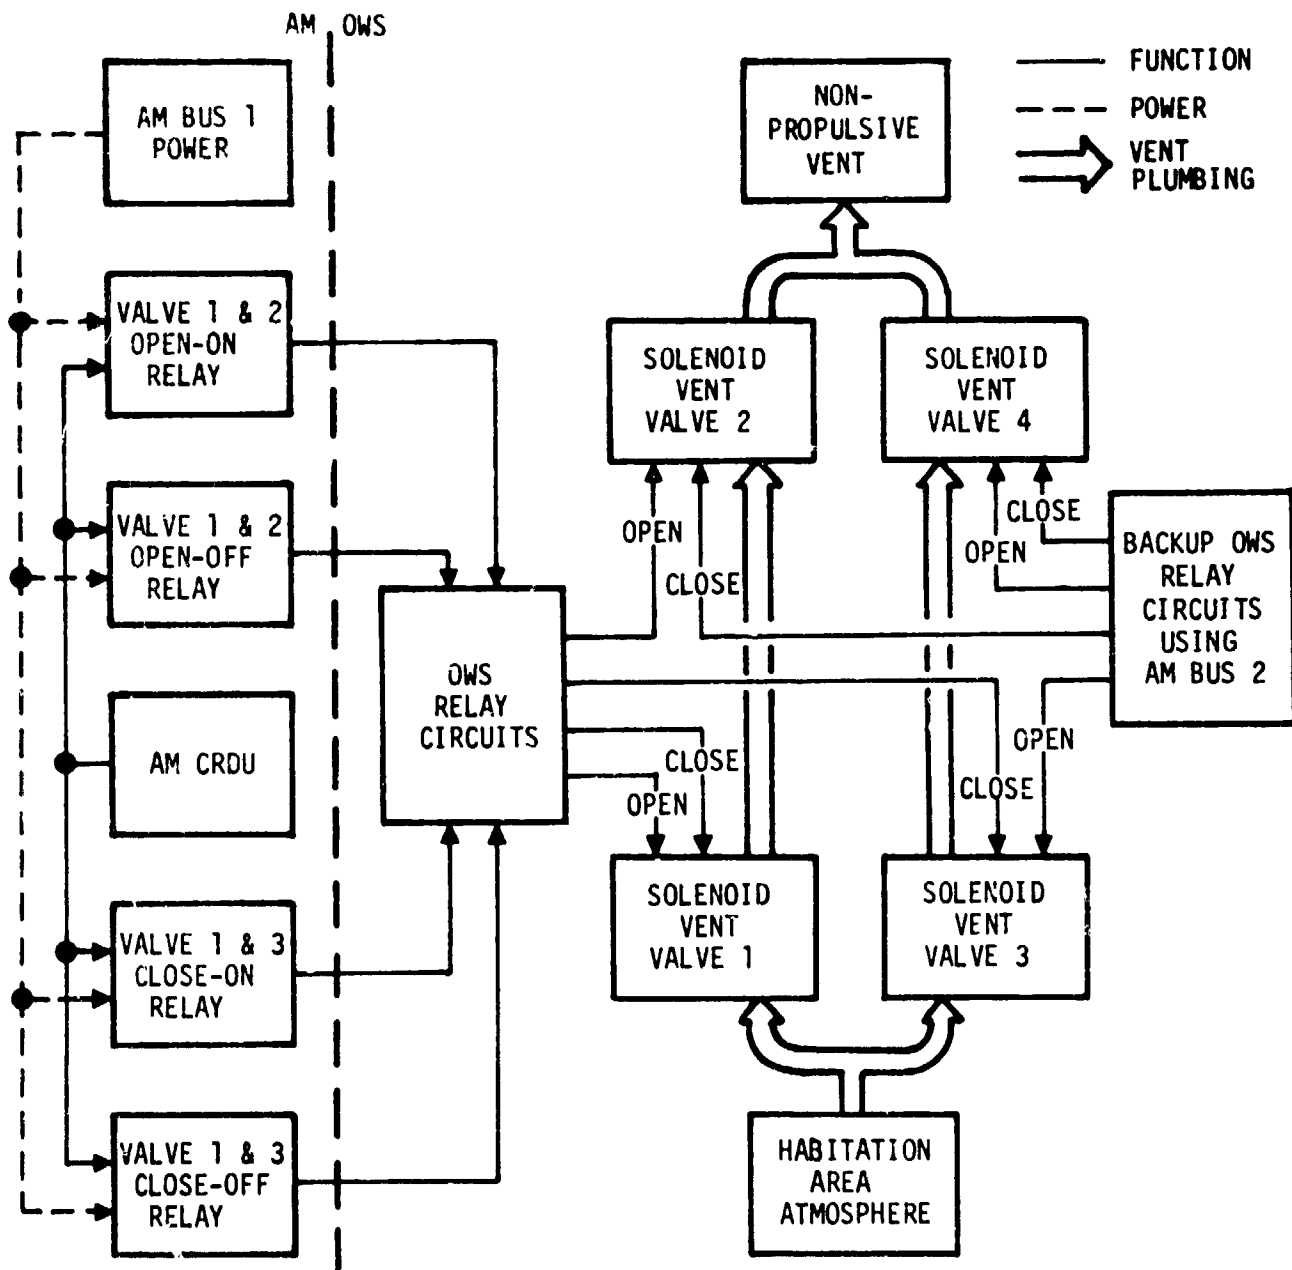 AM OWS
AM BUS 1
POWER
VALVE 1 & 2
OPEN-ON
RELAY
VALVE 1 & 2
OPEN-OFF
RELAY
AM CRDU
VALVE 1 & 3
CLOSE-ON
RELAY
VALVE 1 & 3
CLOSE-OFF
RELAY
OWS
RELAY
CIRCUITS
NON-
PROPULSIVE
VENT
FUNCTION
POWER
VENT
PLUMBING
SOLENOID
VENT
VALVE 2
SOLENOID
VENT
VALVE 4
OPEN
CLOSE
OPEN
CLOSE
BACKUP OWS
RELAY
CIRCUITS
USING
AM BUS 2
CLOSE
OPEN
CLOSE
OPEN
SOLENOID
VENT
VALVE 1
SOLENOID
VENT
VALVE 3
HABITATION
AREA
ATMOSPHERE